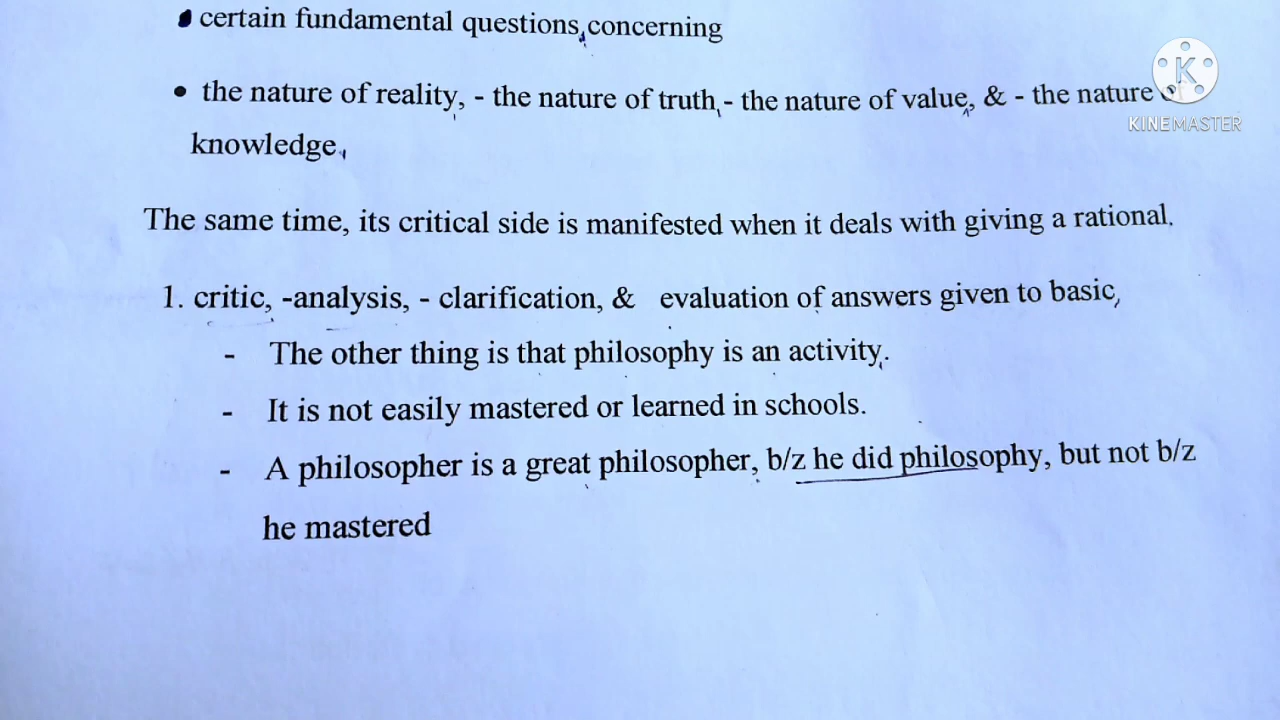 certain fundamental questions, concerning
• the nature of reality, - the nature of truth, - the nature of value, & - the nature
KINEMASTER
knowledge,
The same time, its critical side is manifested when it deals with giving a rational.
1. critic, -analysis, - clarification, & evaluation of answers given to basic,
- The other thing is that philosophy is an activity.
- It is not easily mastered or learned in schools.
- A philosopher is a great philosopher, b/z he did philosophy, but not b/z
he mastered